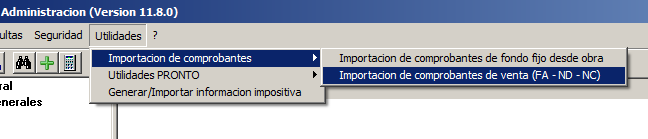 Administracion (Version 11.8.0)
ultas Seguridad Utilidades ?
Importacion de comprobantes
Importacion de comprobantes de fondo fijo desde obra
Utilidades PRONTO
Importacion de comprobantes de venta (FA - ND - NC)
Generar/Importar informacion impositiva
ral
enerales